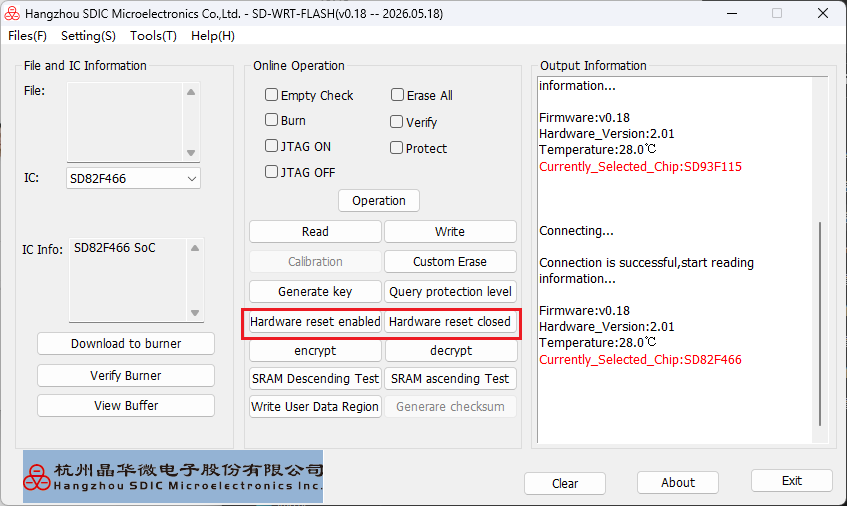 Hangzhou SDIC Microelectronics Co.,Ltd. - SD-WRT-FLASH(v0.18 -- 2026.05.18)
Files(F) Setting(S) Tools(T) Help(H)
File and IC Information
File:
IC:
SD82F466
IC Info:
SD82F466 SoC
Download to burner
Verify Burner
View Buffer
Online Operation
Empty Check
Erase All
Burn
Verify
JTAG ON
Protect
JTAG OFF
Operation
Read
Write
Calibration
Custom Erase
Generate key
Query protection level
Hardware reset enabled
Hardware reset closed
encrypt
decrypt
SRAM Descending Test
SRAM ascending Test
Write User Data Region
Generare checksum
Output Information
information...
Firmware:v0.18
Hardware_Version:2.01
Temperature:28.0℃
Currently_Selected_Chip:SD93F115
Connecting...
Connection is successful,start reading
information...
Firmware:v0.18
Hardware_Version:2.01
Temperature:28.0℃
Currently_Selected_Chip:SD82F466
杭州晶华微电子股份有限公司
Hangzhou SDIC Microelectronics Inc.
Clear
About
Exit